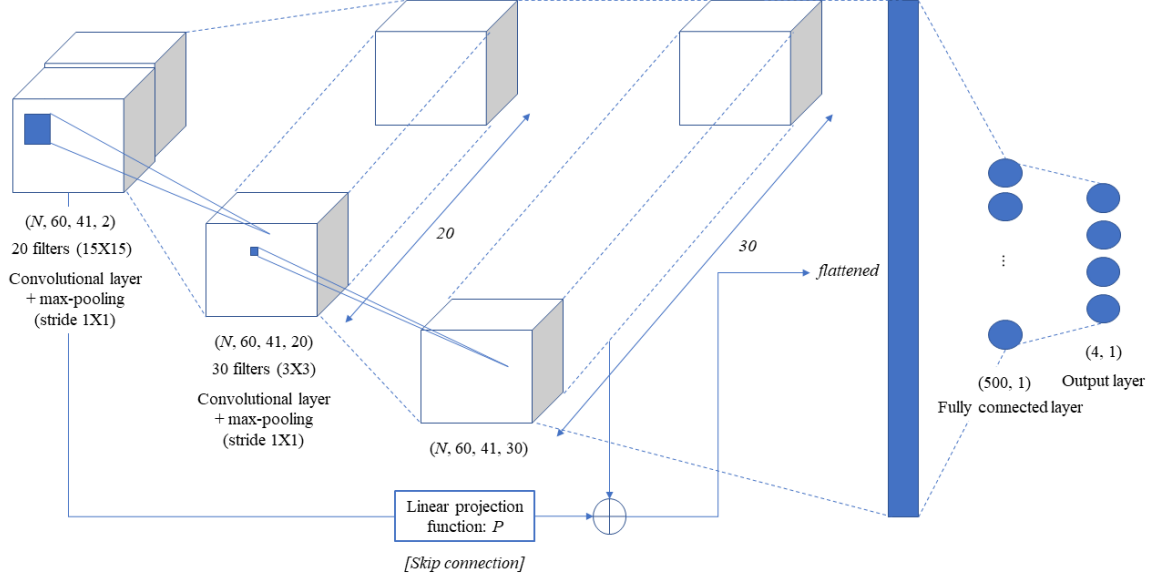 (N, 60, 41, 2)
20 filters (15X15)
Convolutional layer
+ max-pooling
(stride 1X1)
(N, 60, 41, 20)
30 filters (3X3)
Convolutional layer
+ max-pooling
(stride 1X1)
20
(N, 60, 41, 30)
30
Linear projection
function: P
[Skip connection]
flattened
...
(500, 1)
Fully connected layer
(4, 1)
Output layer